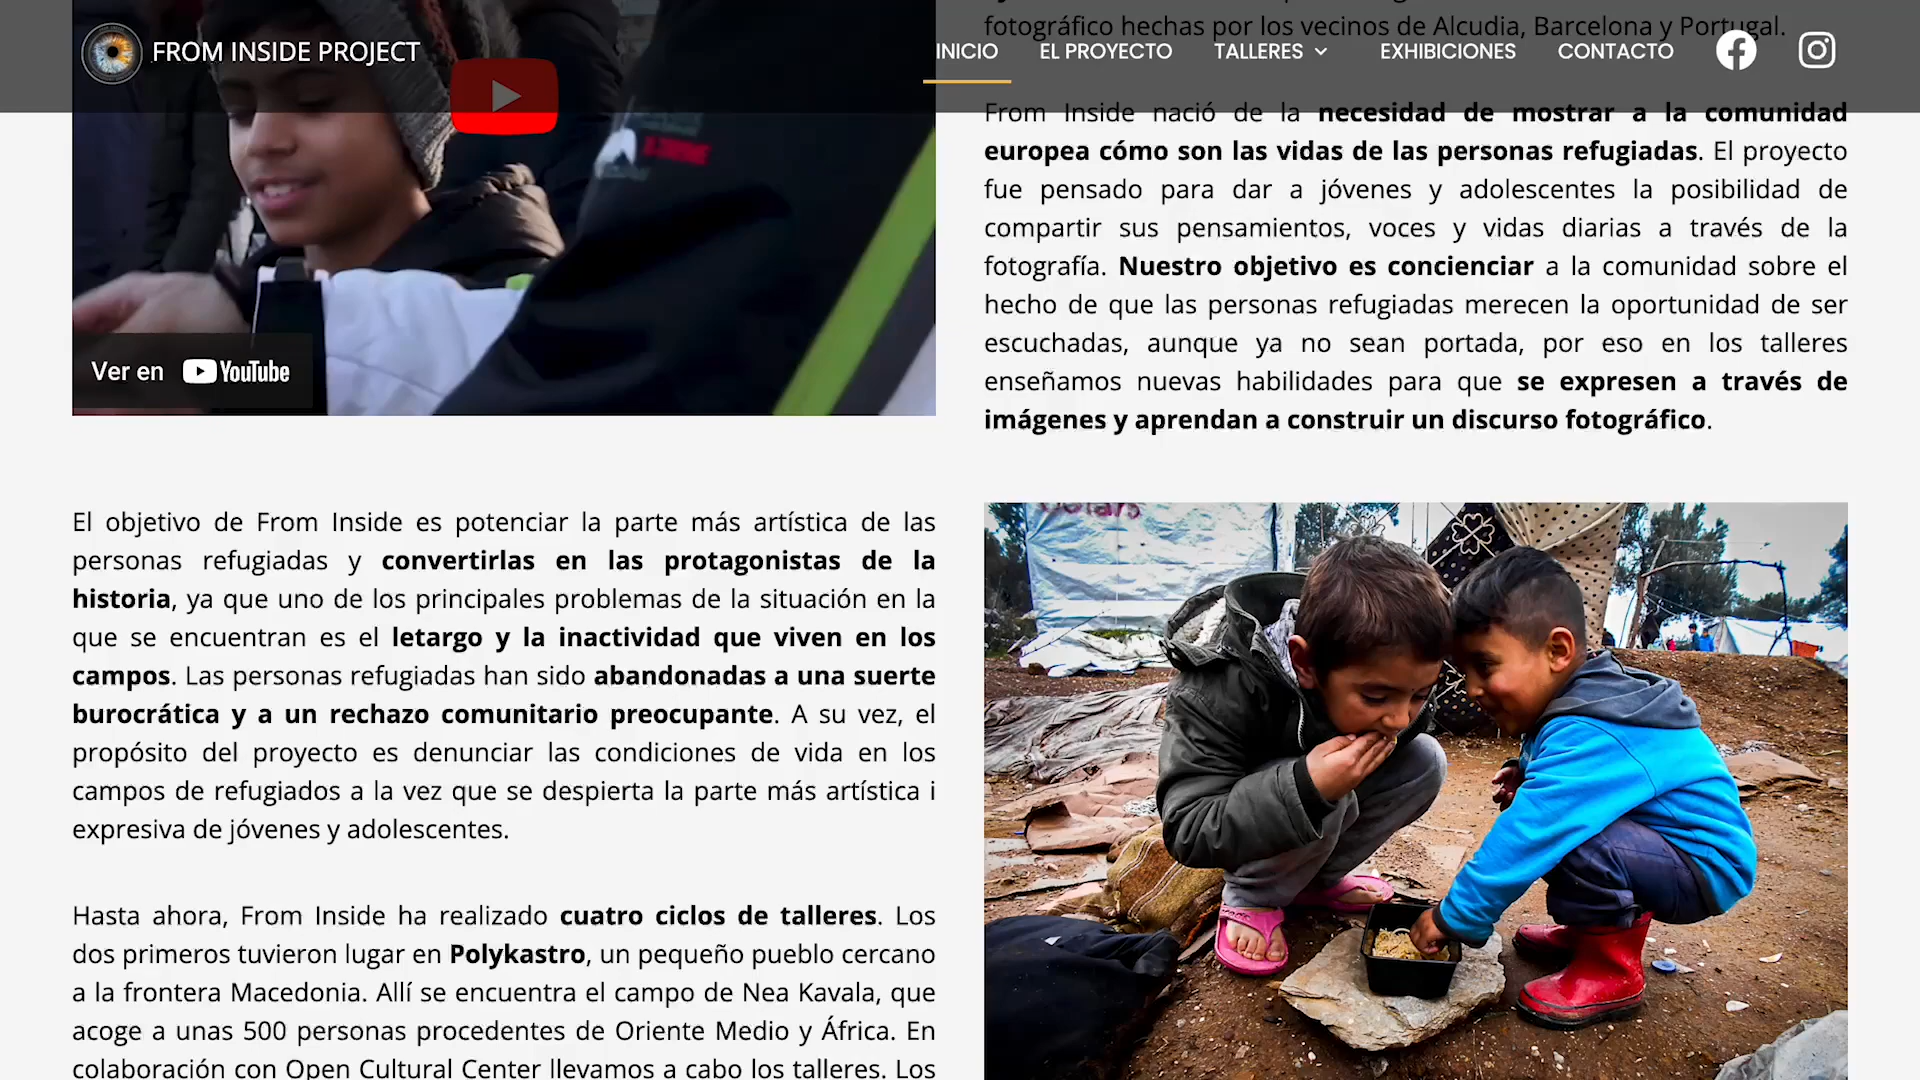 FROM INSIDE PROJECT
INICIO EL PROYECTO TALLERES EXHIBICIONES CONTACTO
fotográfico hechas por los vecinos de Alcudia, Barcelona y Portugal.
From Inside nació de la necesidad de mostrar a la comunidad
europea cómo son las vidas de las personas refugiadas. El proyecto
fue pensado para dar a jóvenes y adolescentes la posibilidad de
compartir sus pensamientos, voces y vidas diarias a través de la
fotografía. Nuestro objetivo es concienciar a la comunidad sobre el
hecho de que las personas refugiadas merecen la oportunidad de ser
escuchadas, aunque ya no sean portada, por eso en los talleres
enseñamos nuevas habilidades para que se expresen a través de
imágenes y aprendan a construir un discurso fotográfico.
Ver en YouTube
El objetivo de From Inside es potenciar la parte más artística de las
personas refugiadas y convertirlas en las protagonistas de la
historia, ya que uno de los principales problemas de la situación en la
que se encuentran es el letargo y la inactividad que viven en los
campos. Las personas refugiadas han sido abandonadas a una suerte
burocrática y a un rechazo comunitario preocupante. A su vez, el
propósito del proyecto es denunciar las condiciones de vida en los
campos de refugiados a la vez que se despierta la parte más artística i
expresiva de jóvenes y adolescentes.
Hasta ahora, From Inside ha realizado cuatro ciclos de talleres. Los
dos primeros tuvieron lugar en Polykastro, un pequeño pueblo cercano
a la frontera Macedonia. Allí se encuentra el campo de Nea Kavala, que
acoge a unas 500 personas procedentes de Oriente Medio y África. En
colaboración con Open Cultural Center llevamos a cabo los talleres. Los